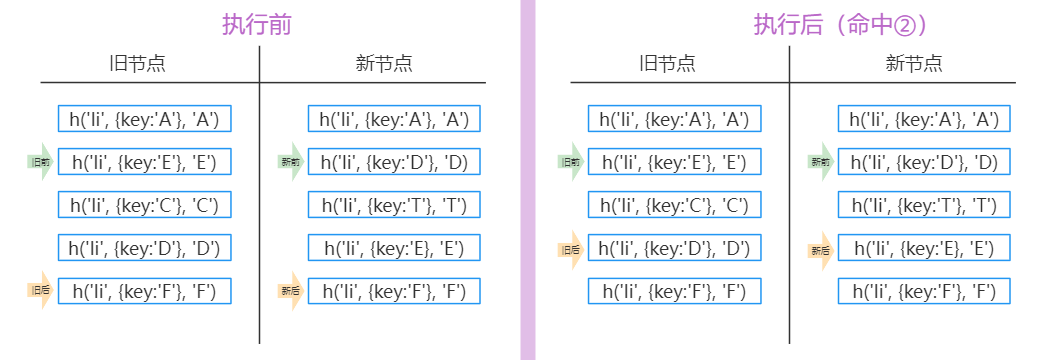 执行前
旧节点
新节点
h('li', {key:'A'}, 'A')
h('li', {key:'A'}, 'A')
旧前
h('li', {key:'E'}, 'E')
新前
h('li', {key:'D'}, 'D)
h('li', {key:'C'}, 'C')
h('li', {key:'T'}, 'T')
h('li', {key:'D'}, 'D')
h('li', {key:'E}, 'E')
旧后
h('li', {key:'F'}, 'F')
新后
h('li', {key:'F'}, 'F')
执行后（命中②）
旧节点
新节点
h('li', {key:'A'}, 'A')
h('li', {key:'A'}, 'A')
旧前
h('li', {key:'E'}, 'E')
新前
h('li', {key:'D'}, 'D)
h('li', {key:'C'}, 'C')
h('li', {key:'T'}, 'T')
旧后
h('li', {key:'D'}, 'D')
新后
h('li', {key:'E}, 'E')
h('li', {key:'F'}, 'F')
h('li', {key:'F'}, 'F')